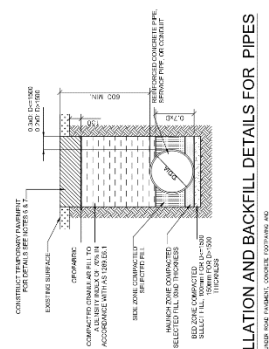 CONSTRUCT TEMPORARY PAVEMENT
FOR DETAILS SEE NOTES 6 & 7
EXISTING SURFACE
GEOFABRIC
COMPACTED GRANULAR FILL TO
A DENSITY INDEX OF 70% IN
ACCORDANCE WITH AS 1289.E6.1
SIDE ZONE COMPACTED
SELECTED FILL
HAUNCH ZONE COMPACTED
SELECTED FILL
THICKNESS
BED ZONE COMPACTED
SELECT FILL, FOR D<=1500
150mm FOR D>1500
THICKNESS
0.3xD: D<=1500
0.2xD: D>1500
150
600 MIN.
REINFORCED CONCRETE PIPE,
SERVICE PIPE, OR CONDUIT
0.7xD
LLATION AND BACKFILL DETAILS FOR PIPES
UNDER ROAD PAVEMENT, CONCRETE FOOTPAVING AND